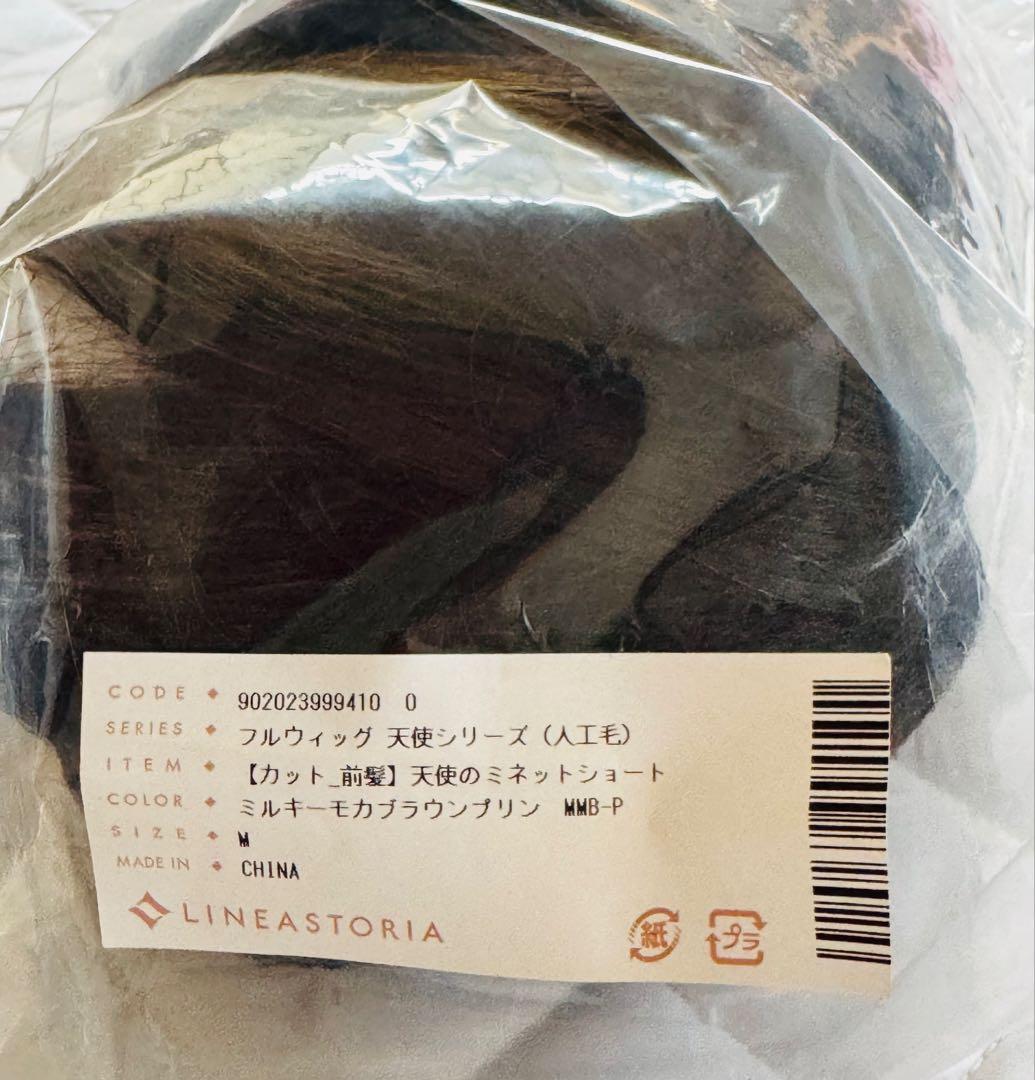 CODE ◆ 902023999410 0
SERIES ◆ フルウィッグ 天使シリーズ（人工毛）
ITEM ◆ 【カット_前髪】天使のミネットショート
COLOR ◆ ミルキーモカブラウンプリン MMB-P
SIZE ◆ M
MADE IN ◆ CHINA
LINEASTORIA
紙
プラ